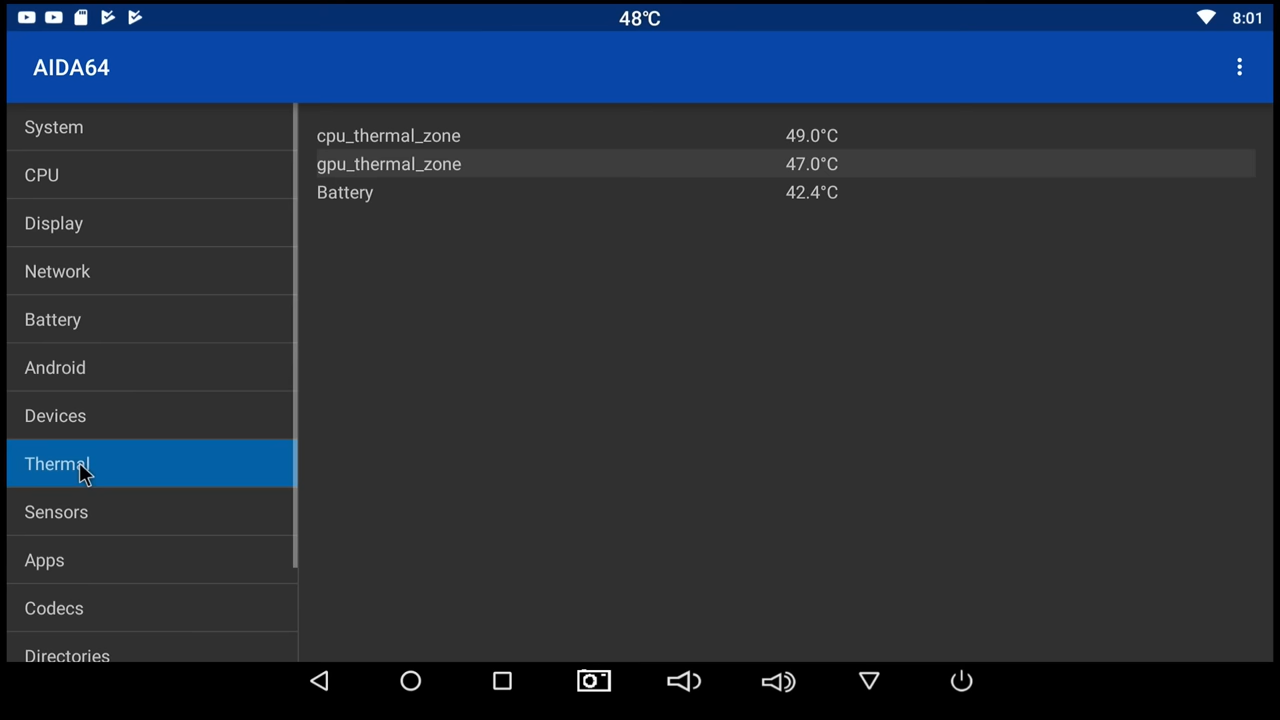 48℃
8:01
AIDA64
System
CPU
Display
Network
Battery
Android
Devices
Thermal
Sensors
Apps
Codecs
Directories
cpu_thermal_zone 49.0°C
gpu_thermal_zone 47.0°C
Battery 42.4°C